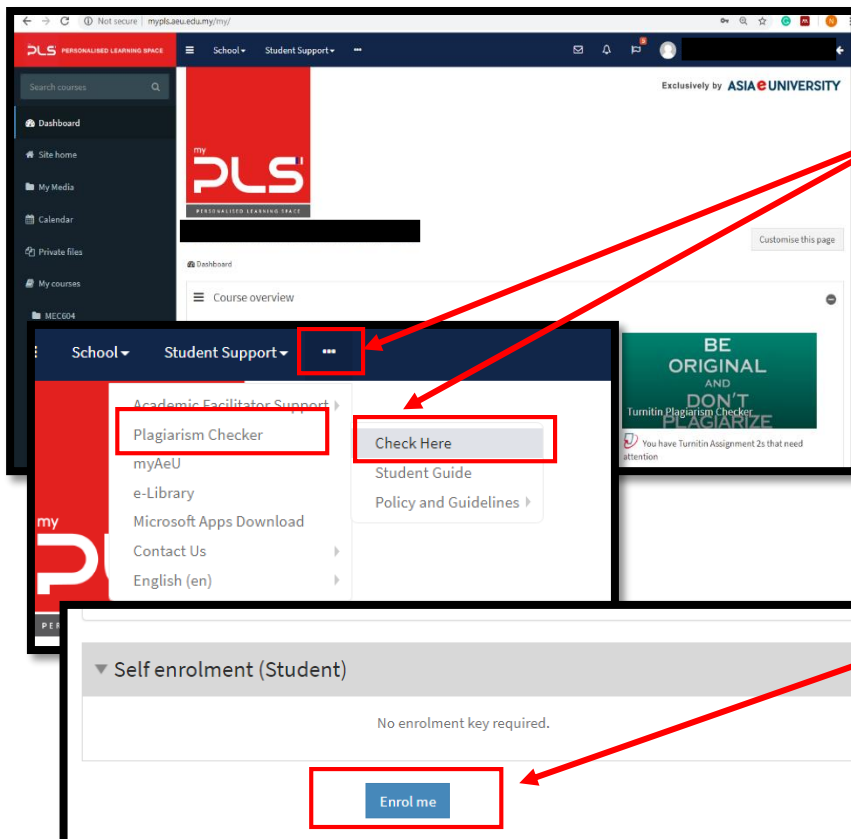 Not secure | mypls.aeu.edu.my/my/
PLS PERSONALISED LEARNING SPACE
School
Student Support
Search courses
Exclusively by ASIA e UNIVERSITY
Dashboard
Site home
My Media
Calendar
Private files
My courses
MEC604
my
PLS
PERSONALISED LEARNING SPACE
Customise this page
Dashboard
Course overview
BE
ORIGINAL
AND
DON'T
PLAGIARIZE
Turnitin Plagiarism Checker
You have Turnitin Assignment 2s that need
attention
School
Student Support
•••
Academic Facilitator Support
Plagiarism Checker
myAeU
e-Library
Microsoft Apps Download
Contact Us
English (en)
Check Here
Student Guide
Policy and Guidelines
my
PER
Self enrolment (Student)
No enrolment key required.
Enrol me